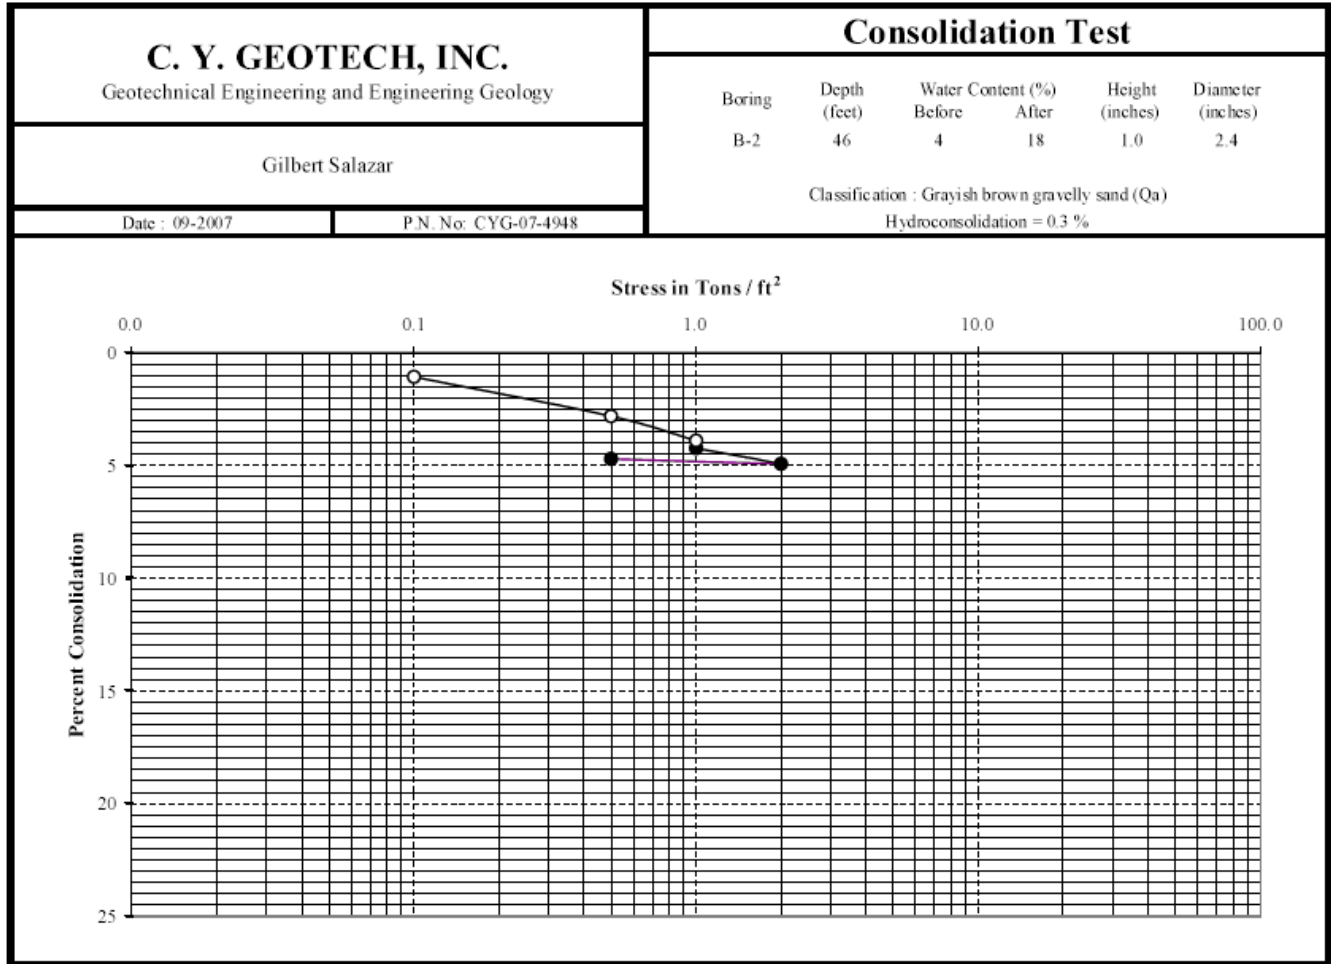 C. Y. GEOTECH, INC.
Geotechnical Engineering and Engineering Geology
Gilbert Salazar
Date : 09-2007
P.N. No: CYG-07-4948
Consolidation Test
Boring Depth Water Content (%) Height Diameter
(feet) Before After (inches) (inches)
B-2 46 4 18 1.0 2.4
Classification : Grayish brown gravelly sand (Qa)
Hydroconsolidation = 0.3 %
Stress in Tons / ft²
0.0 0.1 1.0 10.0 100.0
0
5
10
15
20
25
Percent Consolidation